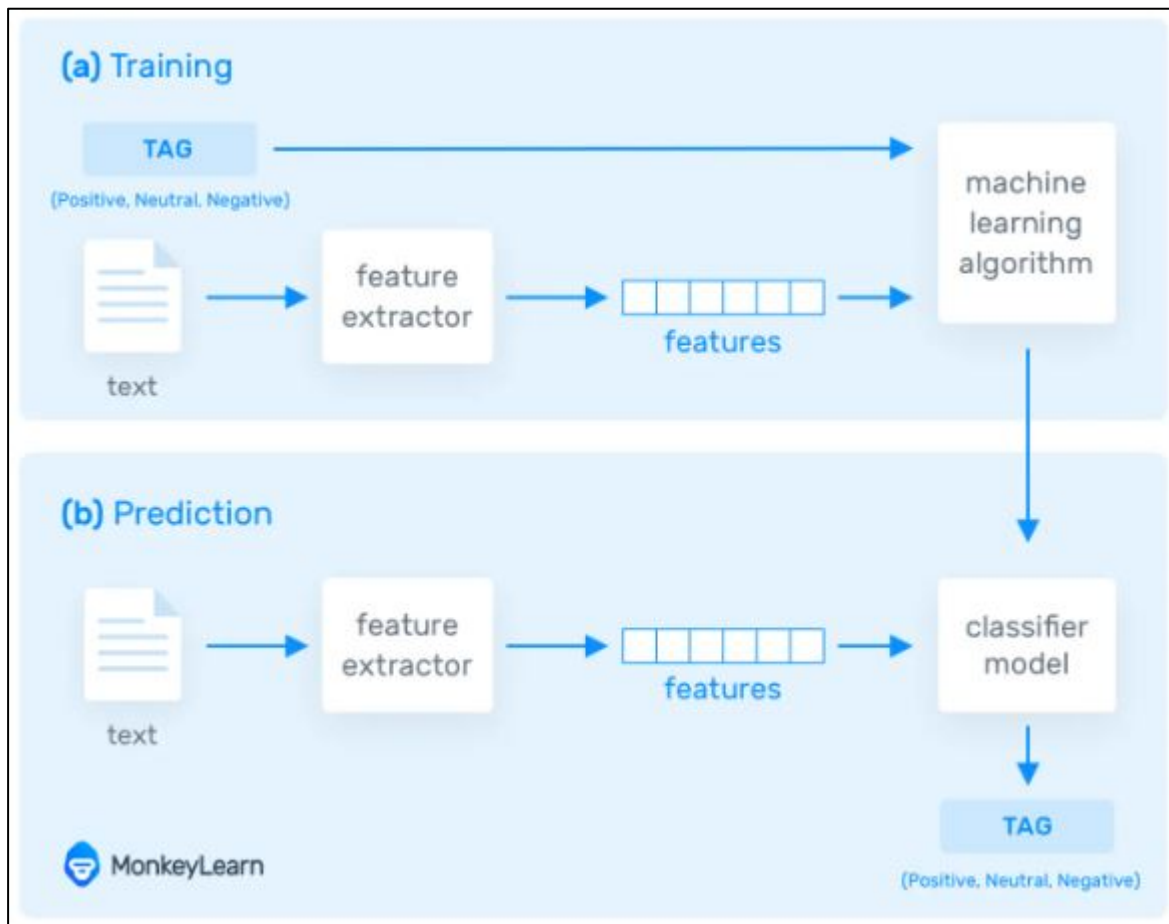 (a) Training
TAG
(Positive, Neutral, Negative)
text
feature
extractor
features
machine
learning
algorithm
(b) Prediction
text
feature
extractor
features
classifier
model
TAG
(Positive, Neutral, Negative)
MonkeyLearn